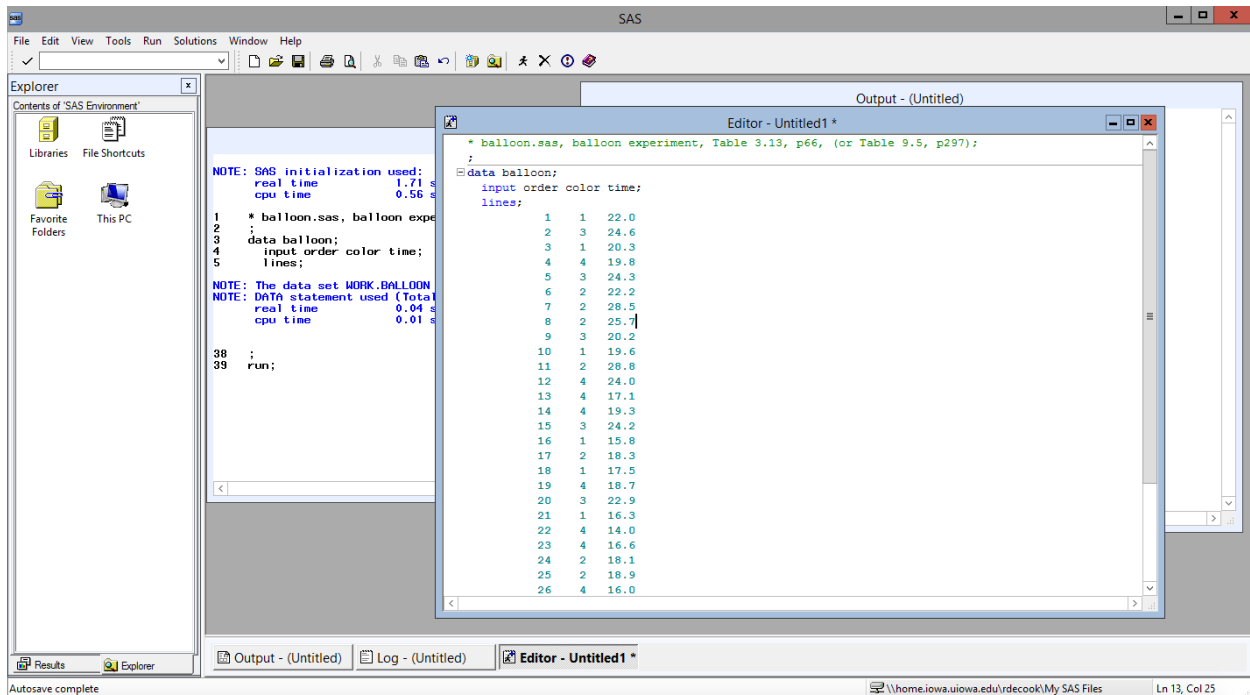 SAS
File Edit View Tools Run Solutions Window Help
Explorer
Contents of 'SAS Environment'
Libraries File Shortcuts
Favorite Folders This PC
Output - (Untitled)
NOTE: SAS initialization used:
real time 1.71 s
cpu time 0.56 s
1 * balloon.sas, balloon expe
2 ;
3 data balloon;
4 input order color time;
5 lines;
NOTE: The data set WORK.BALLOON
NOTE: DATA statement used (Total
real time 0.04 s
cpu time 0.01 s
38 ;
39 run;
Editor - Untitled1 *
* balloon.sas, balloon experiment, Table 3.13, p66, (or Table 9.5, p297);
;
data balloon;
input order color time;
lines;
1 1 22.0
2 3 24.6
3 1 20.3
4 4 19.8
5 3 24.3
6 2 22.2
7 2 28.5
8 2 25.7
9 3 20.2
10 1 19.6
11 2 28.8
12 4 24.0
13 4 17.1
14 4 19.3
15 3 24.2
16 1 15.8
17 2 18.3
18 1 17.5
19 4 18.7
20 3 22.9
21 1 16.3
22 4 14.0
23 4 16.6
24 2 18.1
25 2 18.9
26 4 16.0
Results Explorer
Output - (Untitled) Log - (Untitled) Editor - Untitled1 *
Autosave complete \\home.iowa.uiowa.edu\rdecook\My SAS Files Ln 13, Col 25